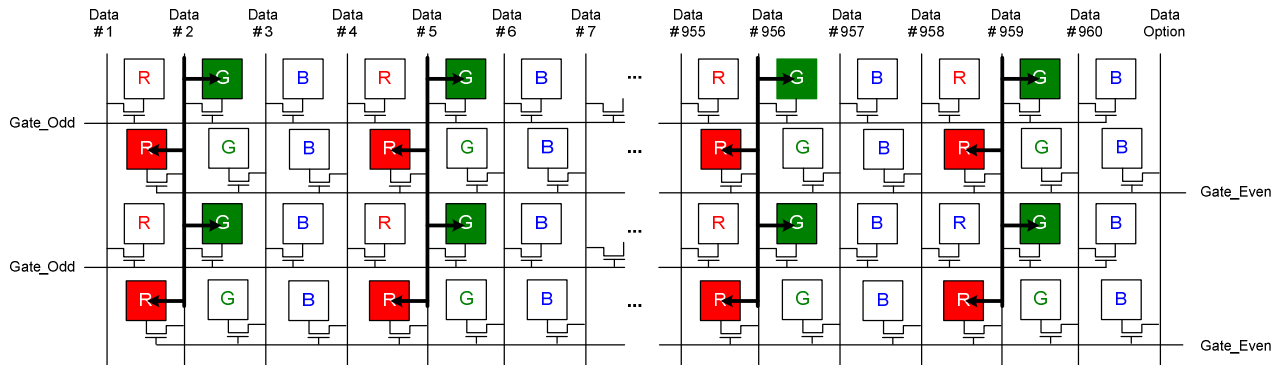 Data Data Data Data Data Data Data Data Data Data Data Data Data Data
#1 #2 #3 #4 #5 #6 #7 #955 #956 #957 #958 #959 #960 Option
R G B R G B ... R G B R G B
Gate_Odd
R G B R G B ... R G B R G B
Gate_Even
R G B R G B ... R G B R G B
Gate_Odd
R G B R G B ... R G B R G B
Gate_Even